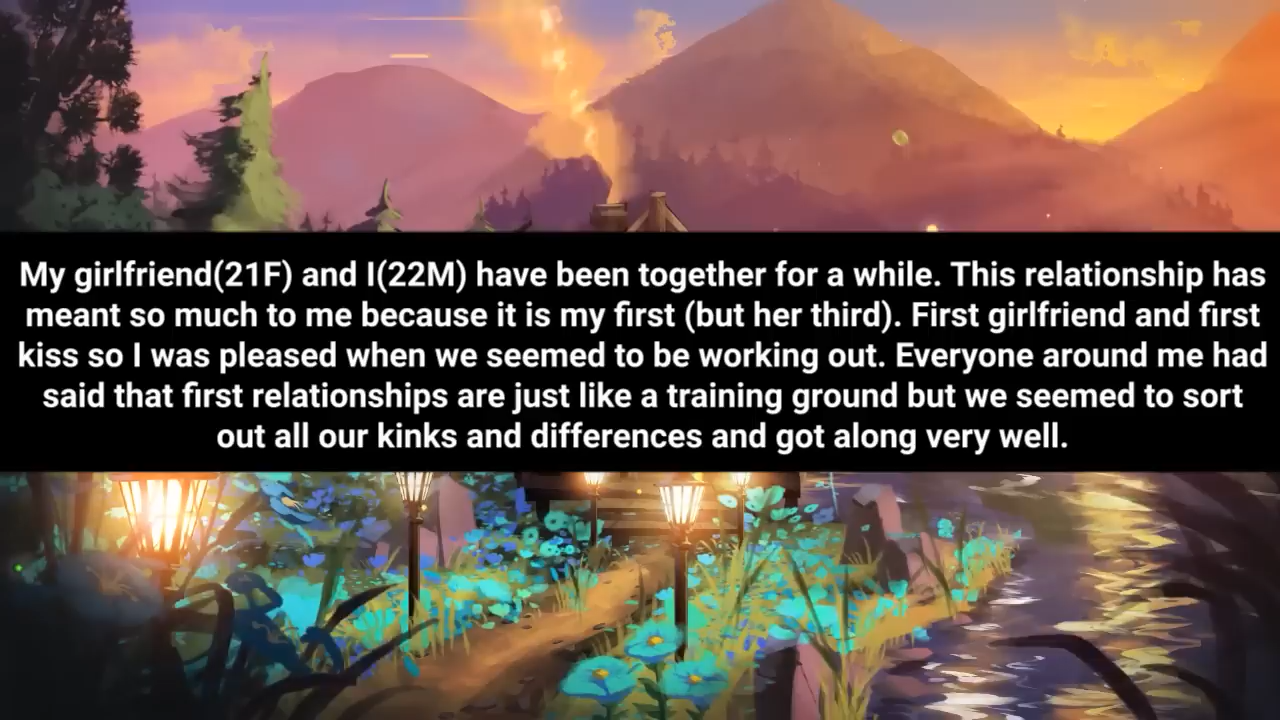 My girlfriend(21F) and I(22M) have been together for a while. This relationship has
meant so much to me because it is my first (but her third). First girlfriend and first
kiss so I was pleased when we seemed to be working out. Everyone around me had
said that first relationships are just like a training ground but we seemed to sort
out all our kinks and differences and got along very well.